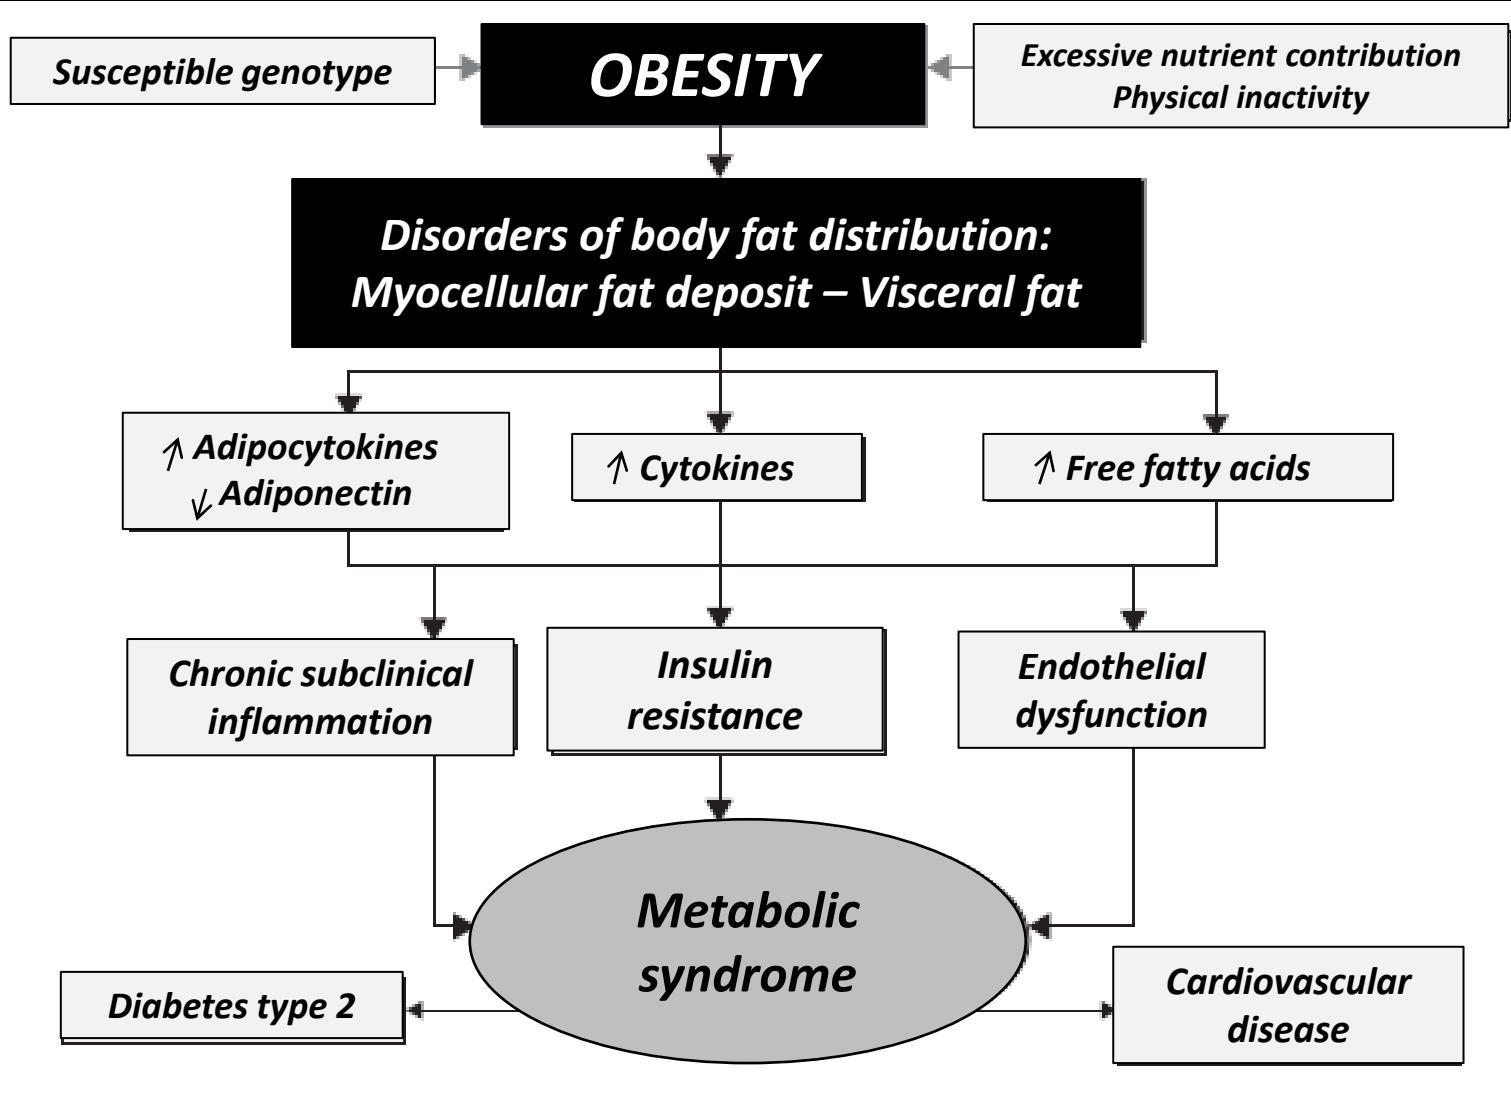 Susceptible genotype
OBESITY
Excessive nutrient contribution
Physical inactivity
Disorders of body fat distribution:
Myocellular fat deposit – Visceral fat
↑ Adipocytokines
↓ Adiponectin
↑ Cytokines
↑ Free fatty acids
Chronic subclinical
inflammation
Insulin
resistance
Endothelial
dysfunction
Metabolic
syndrome
Diabetes type 2
Cardiovascular
disease